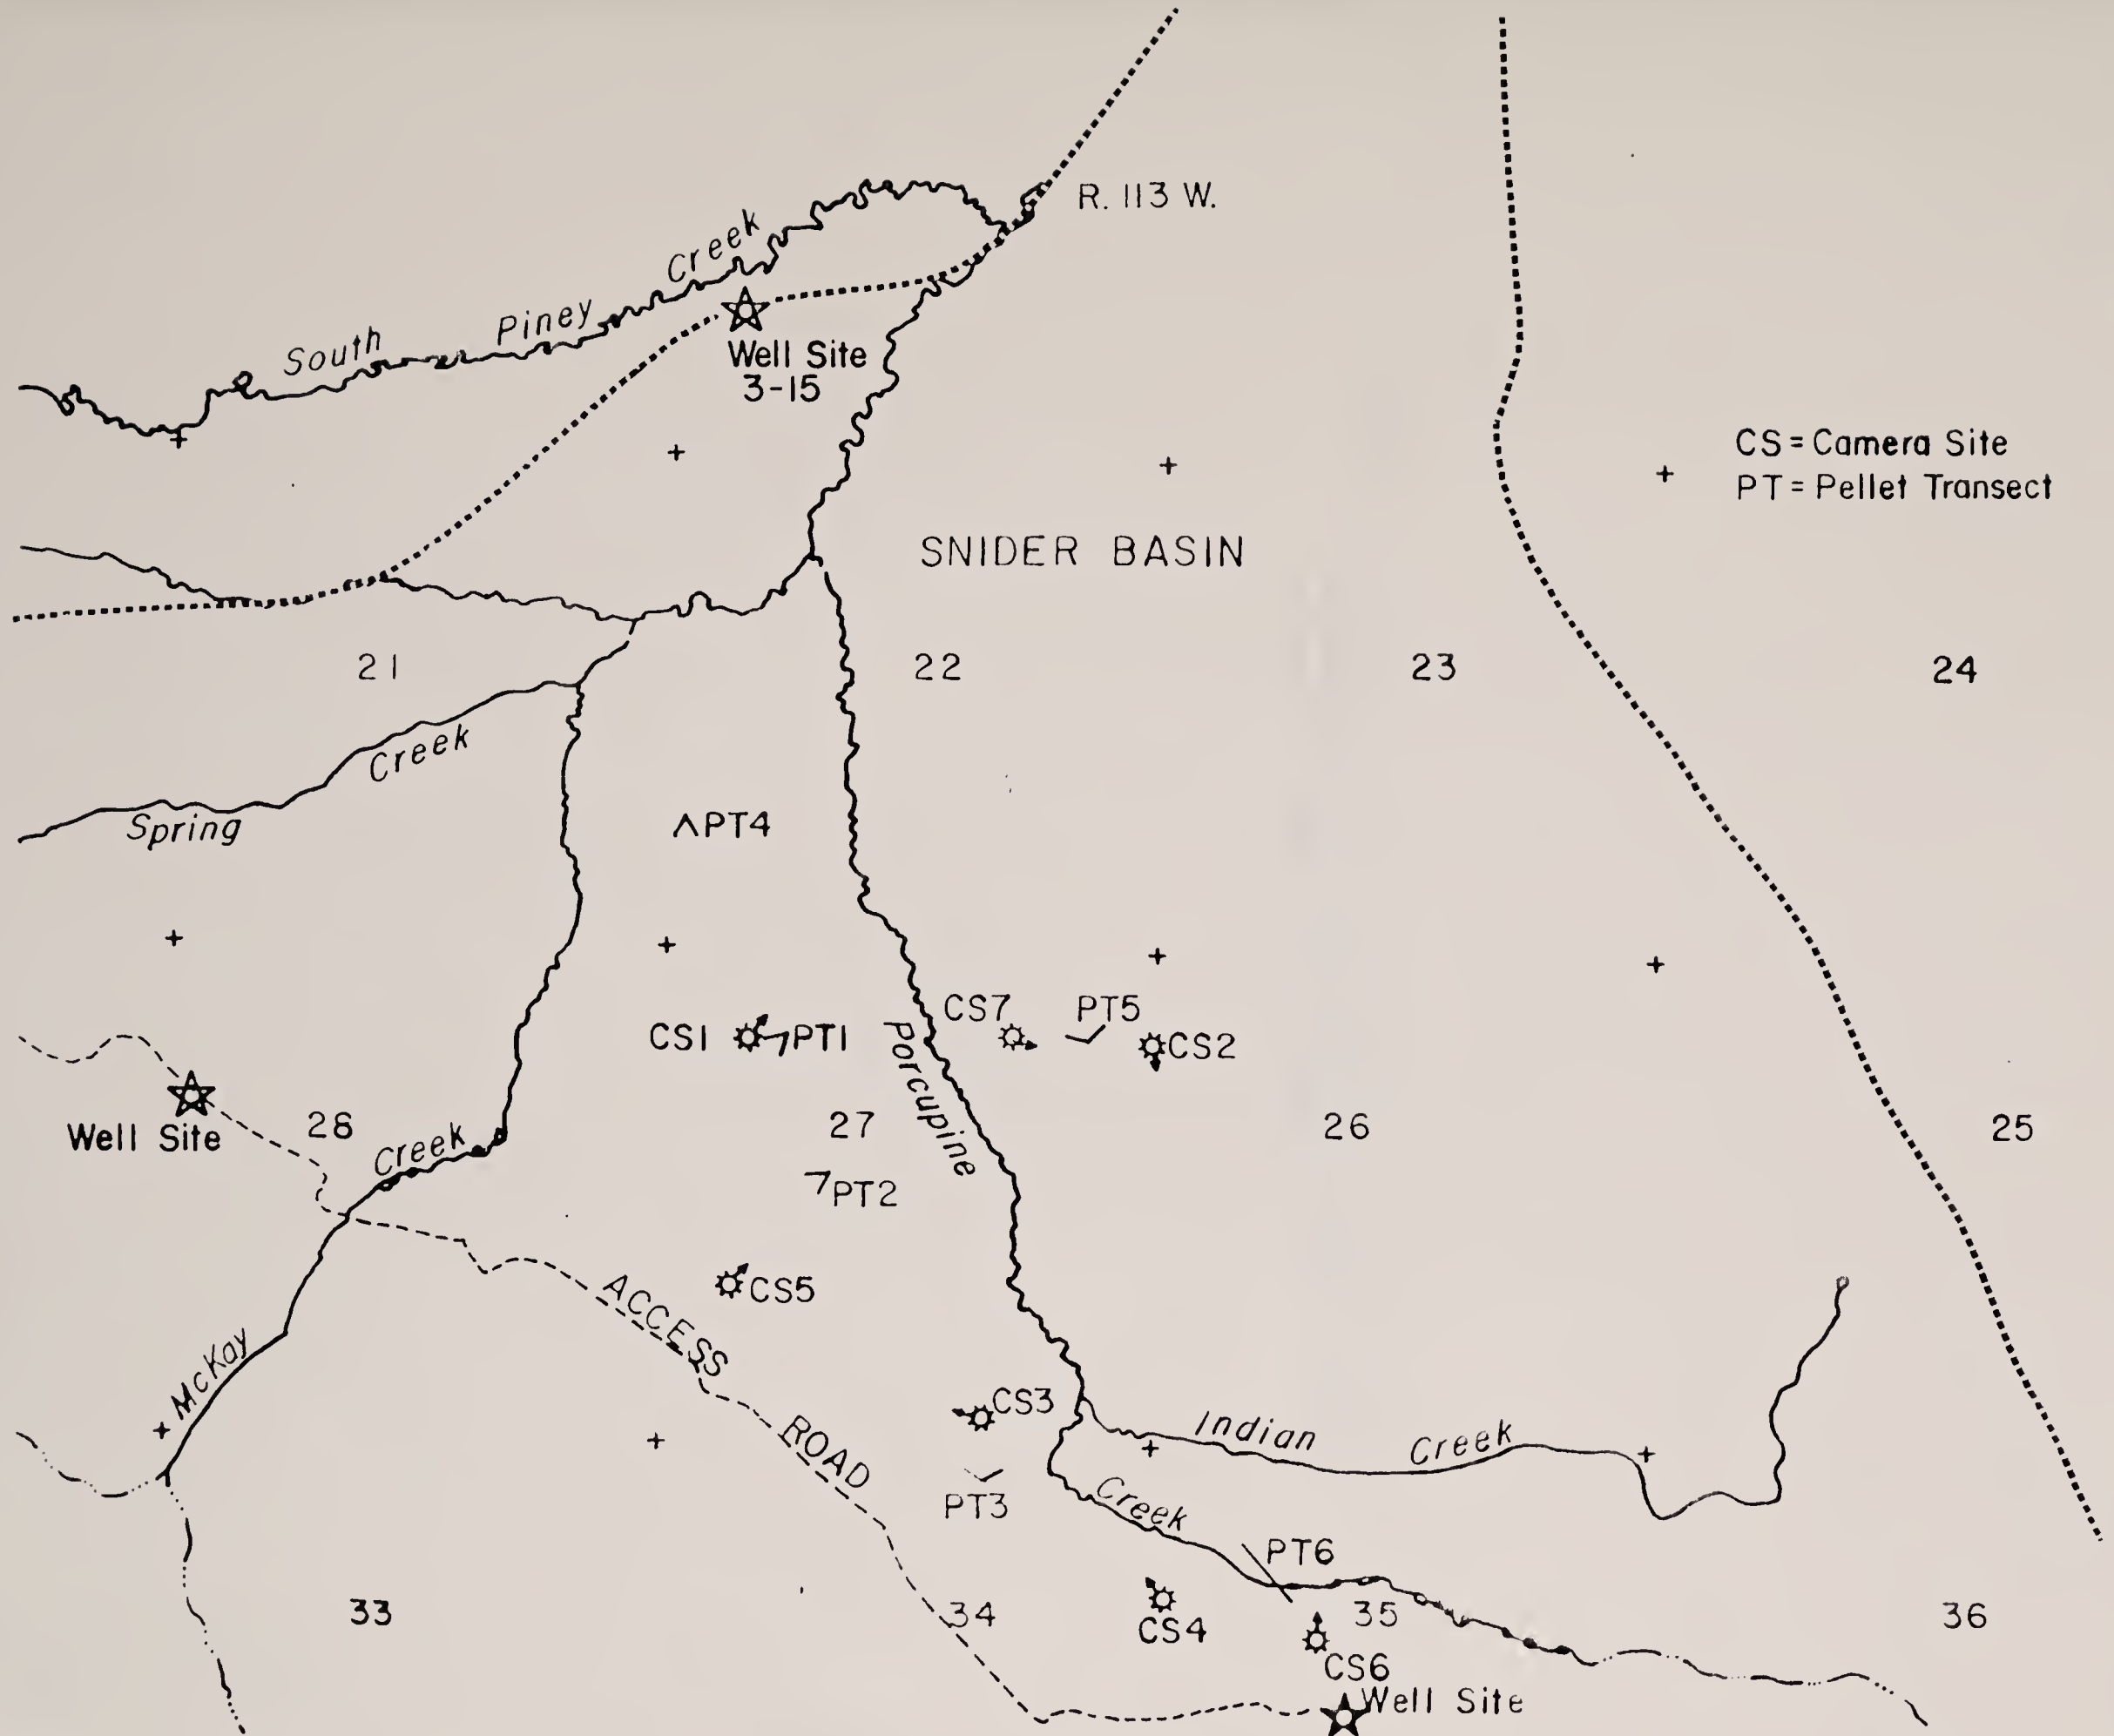 R. 113 W.
South Piney Creek
Well Site
3-15
CS = Camera Site
PT = Pellet Transect
SNIDER BASIN
21
22
23
24
Spring Creek
PT4
CS1
PT1
CS7
PT5
CS2
Porcupine Creek
Well Site
28
27
26
25
McKay Creek
PT2
CS5
ACCESS ROAD
CS3
Indian Creek
PT3
PT6
33
34
CS4
35
36
CS6
Well Site